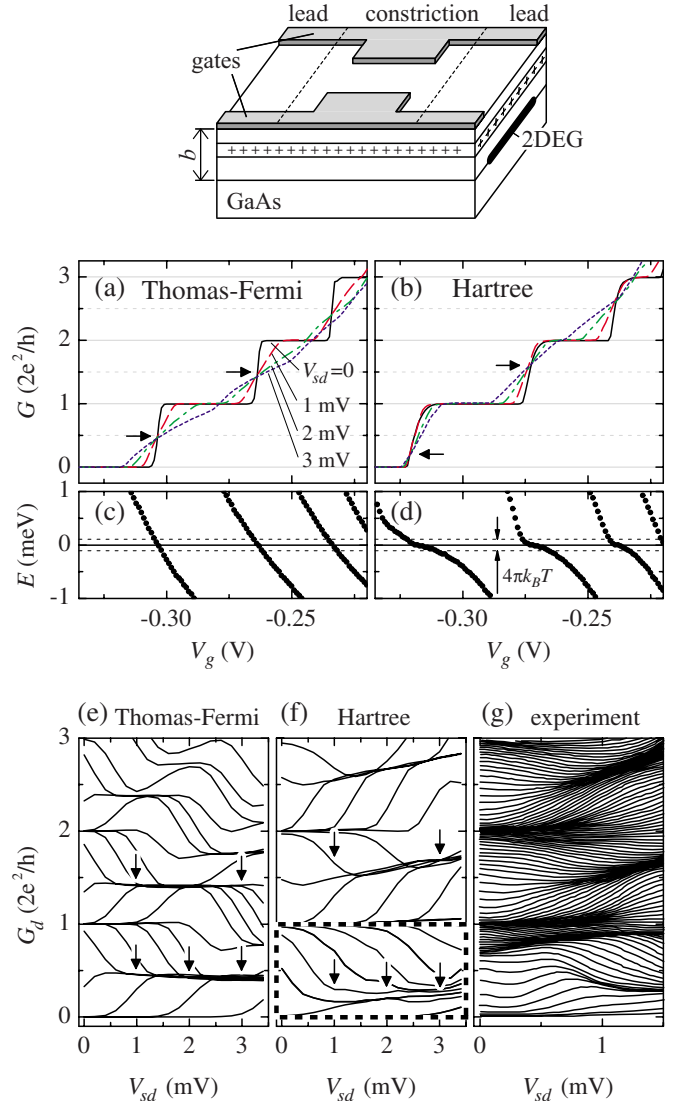 lead constriction lead
gates
b
+ + + + + + + + + + + + + + + + + +
2DEG
GaAs
(a) Thomas-Fermi
(b) Hartree
G (2e²/h)
3
2
1
0
V_sd=0
1 mV
2 mV
3 mV
(c)
(d)
E (meV)
1
0
-1
4πk_BT
-0.30 -0.25 -0.30 -0.25
V_g (V) V_g (V)
(e) Thomas-Fermi (f) Hartree (g) experiment
G_d (2e²/h)
3
2
1
0
0 1 2 3 0 1 2 3 0 1
V_sd (mV) V_sd (mV) V_sd (mV)